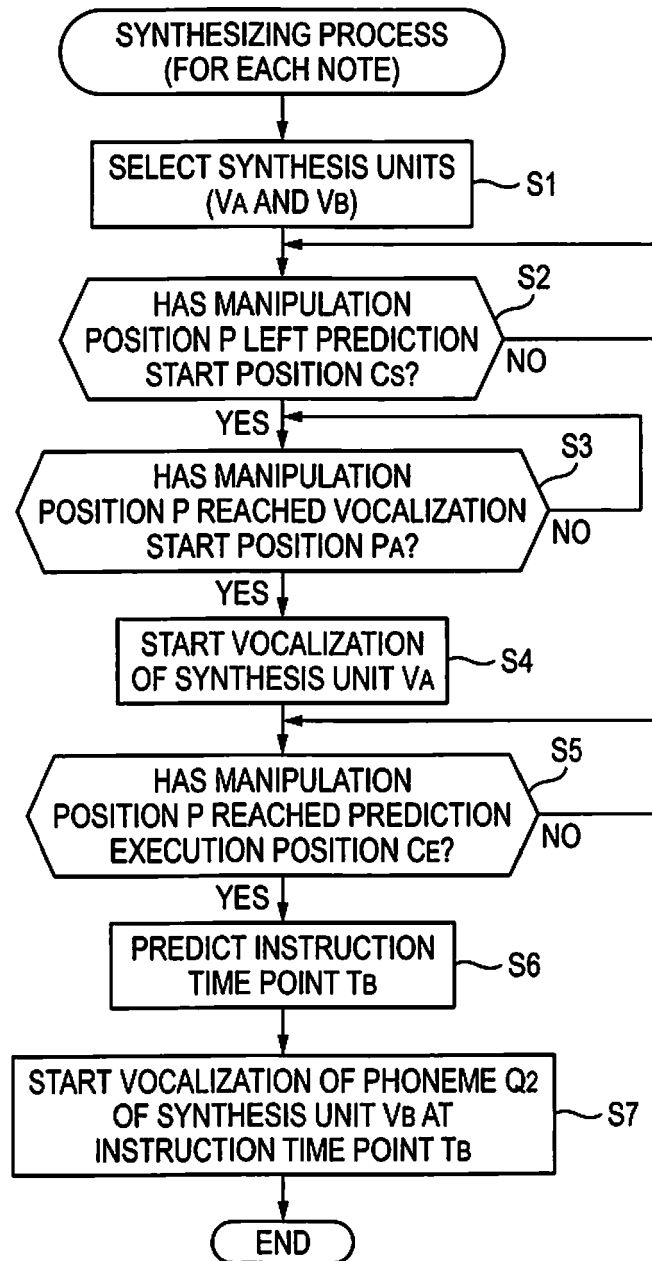 SYNTHESIZING PROCESS
(FOR EACH NOTE)
SELECT SYNTHESIS UNITS
(VA AND VB)
S1
HAS MANIPULATION
POSITION P LEFT PREDICTION
START POSITION CS?
S2
NO
YES
HAS MANIPULATION
POSITION P REACHED VOCALIZATION
START POSITION PA?
S3
NO
YES
START VOCALIZATION
OF SYNTHESIS UNIT VA
S4
HAS MANIPULATION
POSITION P REACHED PREDICTION
EXECUTION POSITION CE?
S5
NO
YES
PREDICT INSTRUCTION
TIME POINT TB
S6
START VOCALIZATION OF PHONEME Q2
OF SYNTHESIS UNIT VB AT
INSTRUCTION TIME POINT TB
S7
END